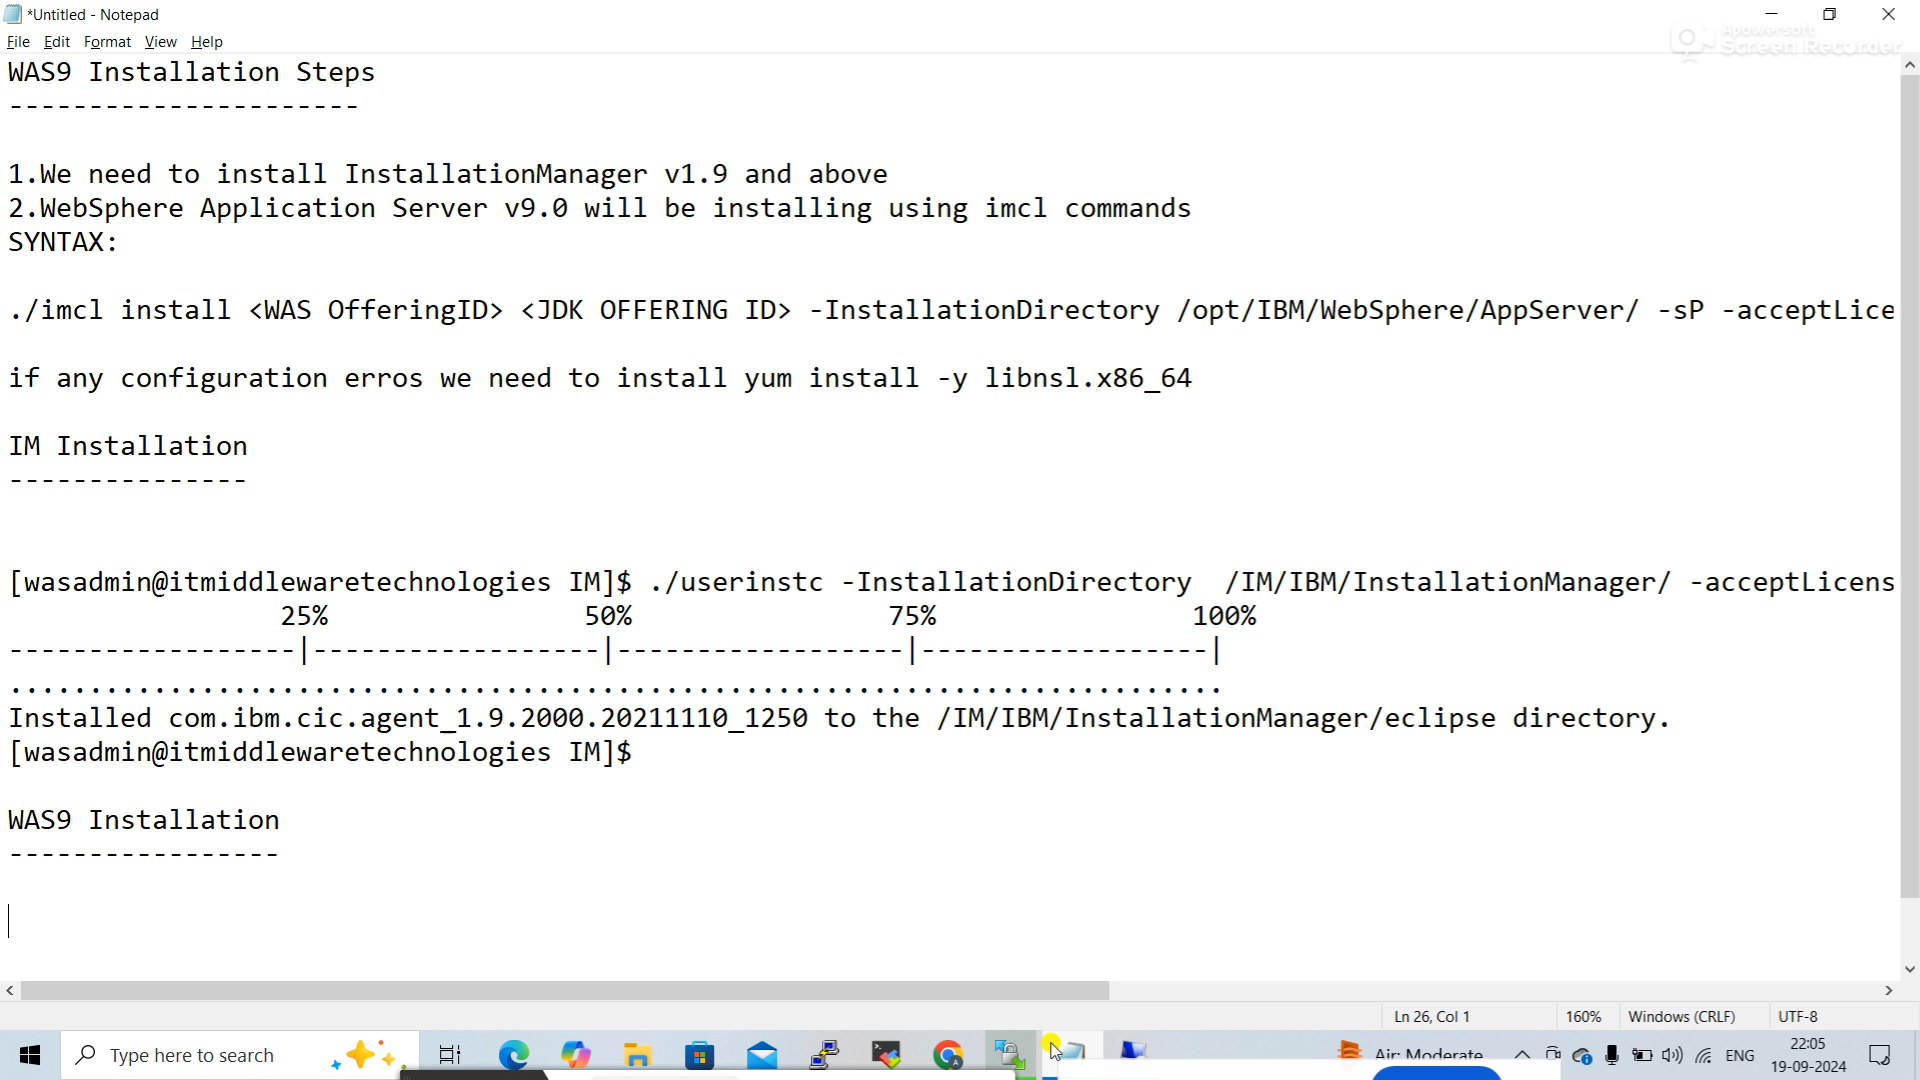 *Untitled - Notepad
File Edit Format View Help
Apowersoft
Screen Recorder
WAS9 Installation Steps
----------------------
1.We need to install InstallationManager v1.9 and above
2.WebSphere Application Server v9.0 will be installing using imcl commands
SYNTAX:
./imcl install <WAS OfferingID> <JDK OFFERING ID> -InstallationDirectory /opt/IBM/WebSphere/AppServer/ -sP -acceptLice
if any configuration erros we need to install yum install -y libnsl.x86_64
IM Installation
---------------
[wasadmin@itmiddlewaretechnologies IM]$ ./userinstc -InstallationDirectory  /IM/IBM/InstallationManager/ -acceptLicens
25% 50% 75% 100%
------------------|------------------|------------------|------------------|
............................................................................
Installed com.ibm.cic.agent_1.9.2000.20211110_1250 to the /IM/IBM/InstallationManager/eclipse directory.
[wasadmin@itmiddlewaretechnologies IM]$
WAS9 Installation
-----------------
Ln 26, Col 1 160% Windows (CRLF) UTF-8
Type here to search Air: Moderate ENG 22:05
19-09-2024